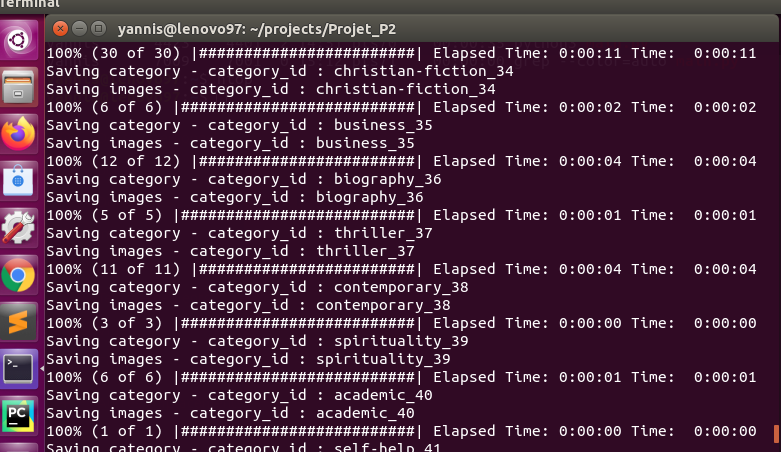 Terminal
yannis@lenovo97: ~/projects/Projet_P2
100% (30 of 30) |########################| Elapsed Time: 0:00:11 Time:  0:00:11
Saving category - category_id : christian-fiction_34
Saving images - category_id : christian-fiction_34
100% (6 of 6) |##########################| Elapsed Time: 0:00:02 Time:  0:00:02
Saving category - category_id : business_35
Saving images - category_id : business_35
100% (12 of 12) |########################| Elapsed Time: 0:00:04 Time:  0:00:04
Saving category - category_id : biography_36
Saving images - category_id : biography_36
100% (5 of 5) |##########################| Elapsed Time: 0:00:01 Time:  0:00:01
Saving category - category_id : thriller_37
Saving images - category_id : thriller_37
100% (11 of 11) |########################| Elapsed Time: 0:00:04 Time:  0:00:04
Saving category - category_id : contemporary_38
Saving images - category_id : contemporary_38
100% (3 of 3) |##########################| Elapsed Time: 0:00:00 Time:  0:00:00
Saving category - category_id : spirituality_39
Saving images - category_id : spirituality_39
100% (6 of 6) |##########################| Elapsed Time: 0:00:01 Time:  0:00:01
Saving category - category_id : academic_40
Saving images - category_id : academic_40
100% (1 of 1) |##########################| Elapsed Time: 0:00:00 Time:  0:00:00
Saving category - category_id : self-help_41
>_
PC